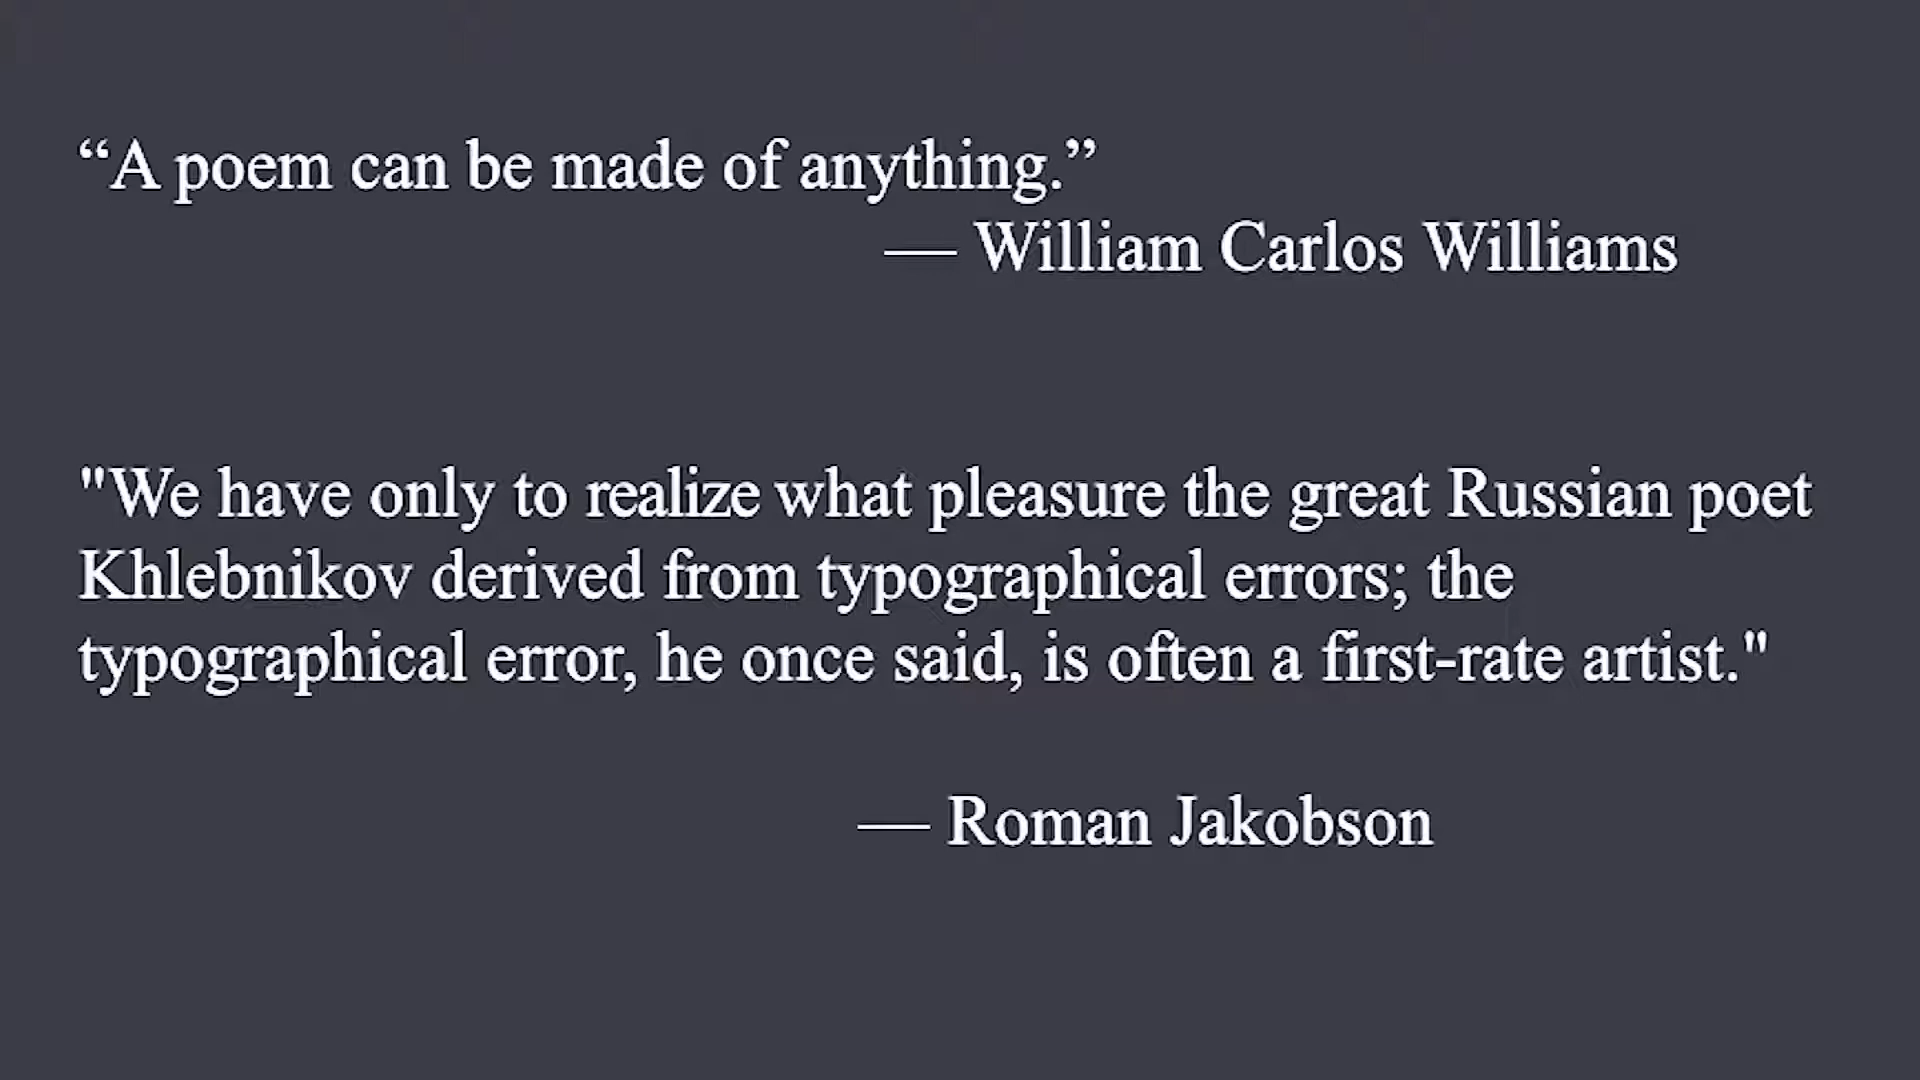 “A poem can be made of anything.”
— William Carlos Williams
"We have only to realize what pleasure the great Russian poet
Khlebnikov derived from typographical errors; the
typographical error, he once said, is often a first-rate artist."
— Roman Jakobson